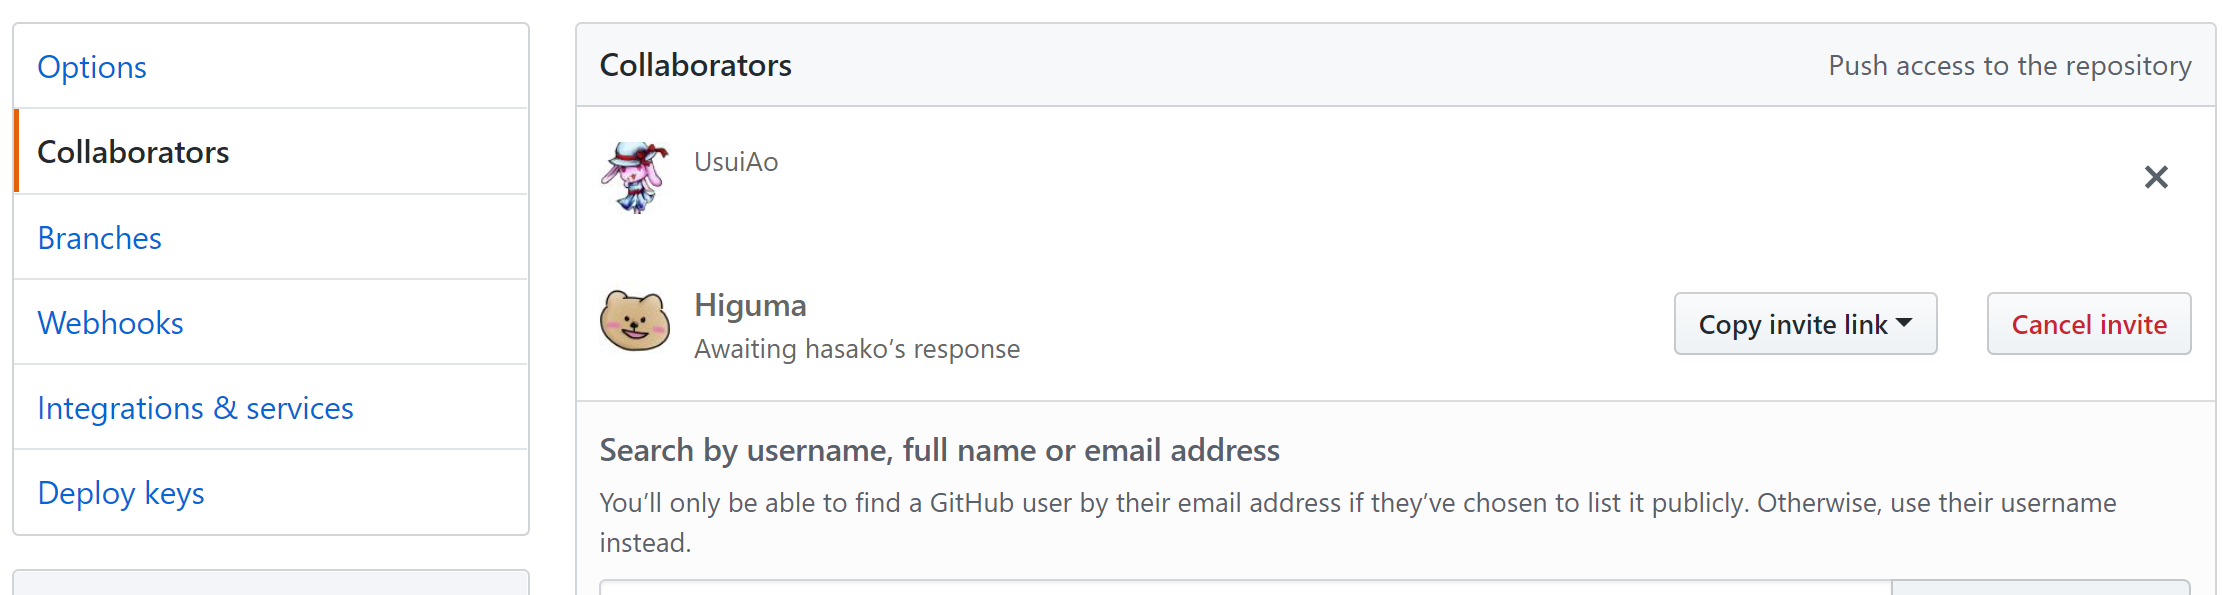 Options
Collaborators
Branches
Webhooks
Integrations & services
Deploy keys
Collaborators
Push access to the repository
UsuiAo
Higuma
Awaiting hasako’s response
Copy invite link
Cancel invite
Search by username, full name or email address
You’ll only be able to find a GitHub user by their email address if they’ve chosen to list it publicly. Otherwise, use their username
instead.